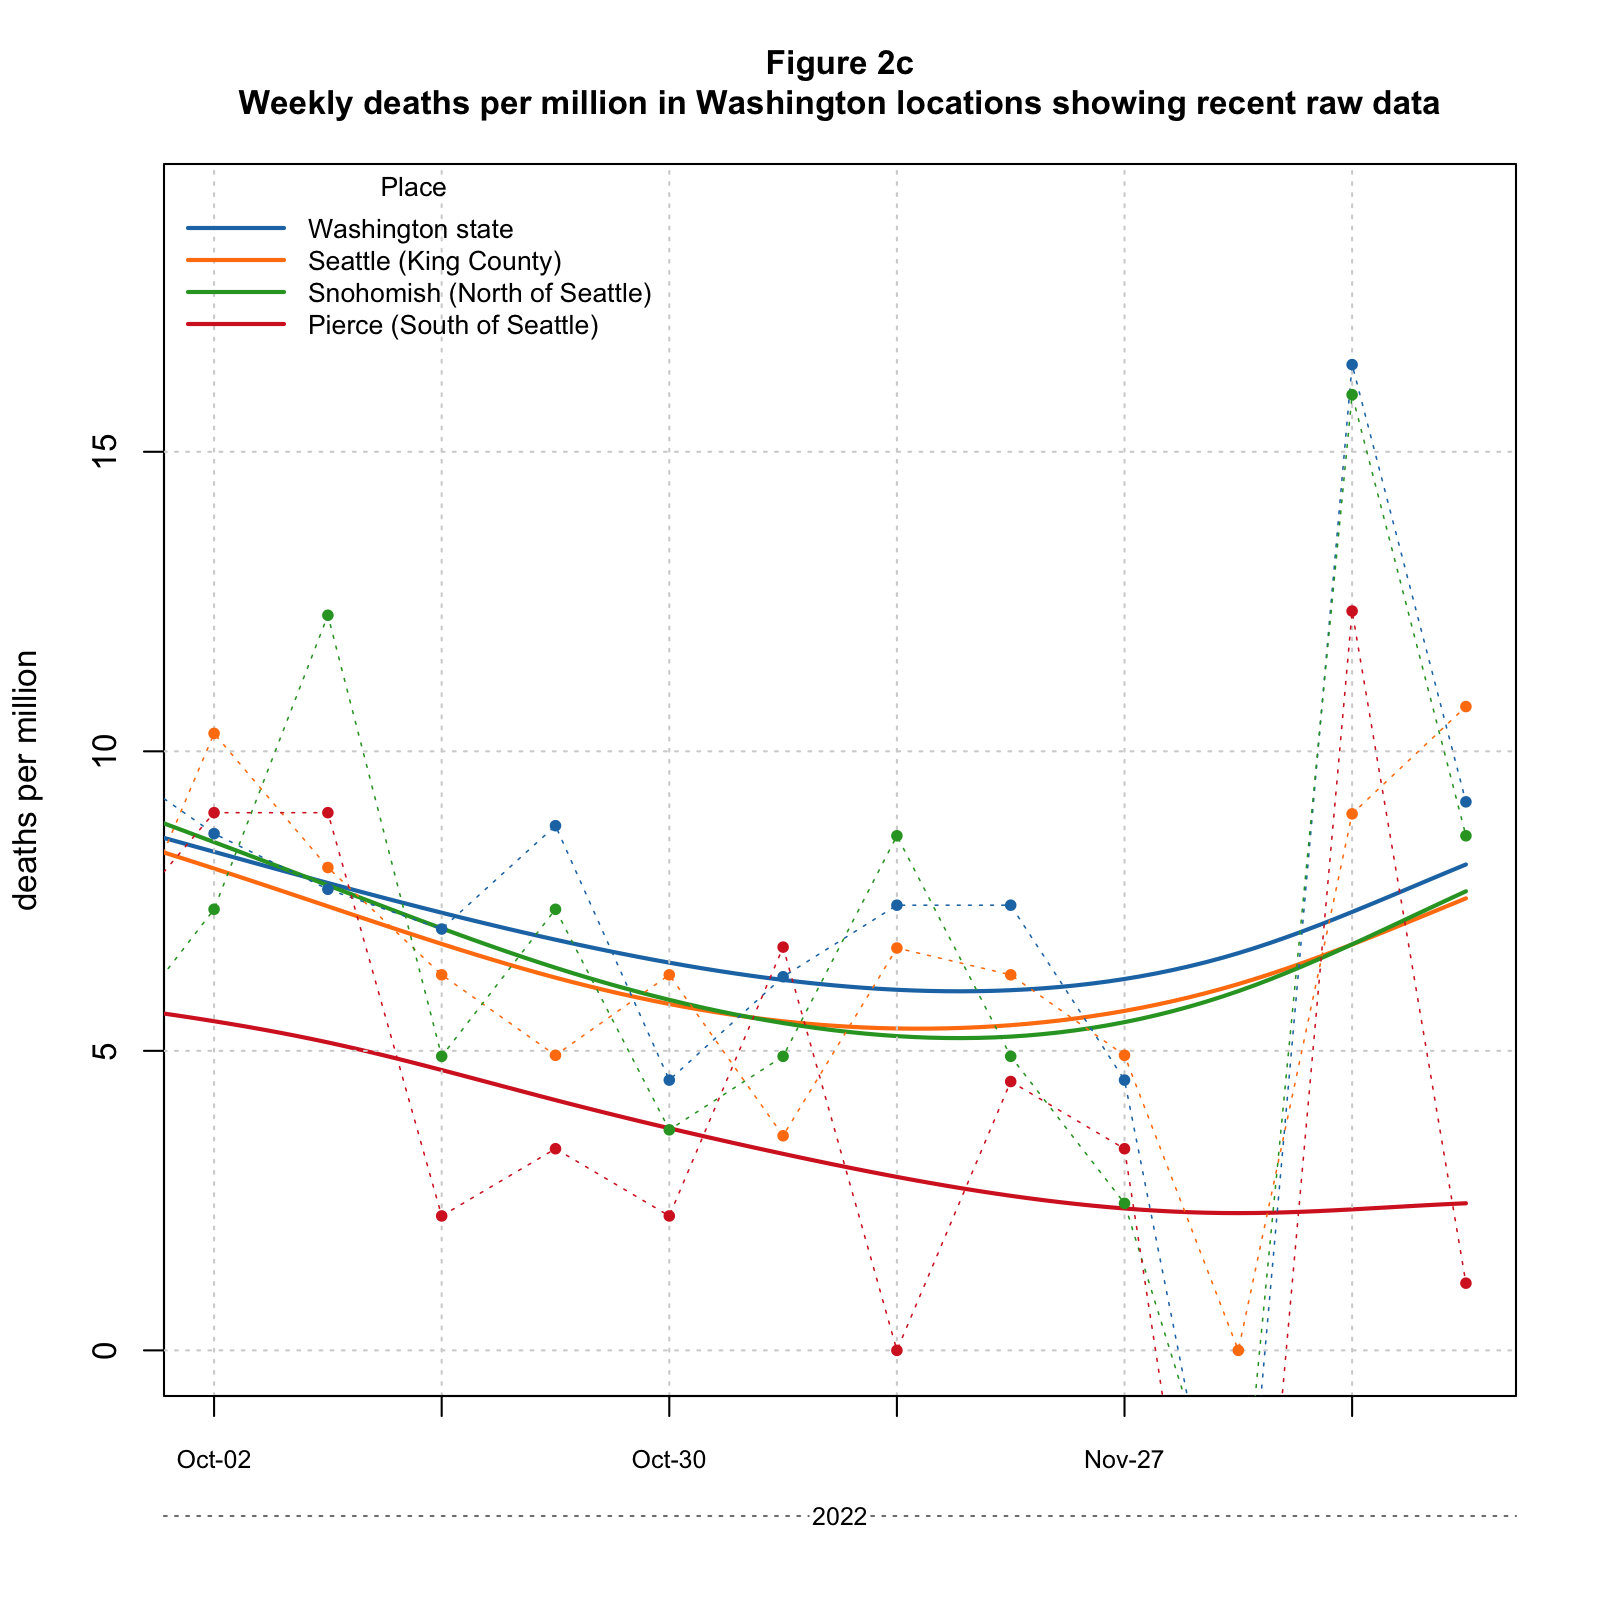 Figure 2c
Weekly deaths per million in Washington locations showing recent raw data
Place
Washington state
Seattle (King County)
Snohomish (North of Seattle)
Pierce (South of Seattle)
deaths per million
15
10
5
0
Oct-02
Oct-30
Nov-27
2022